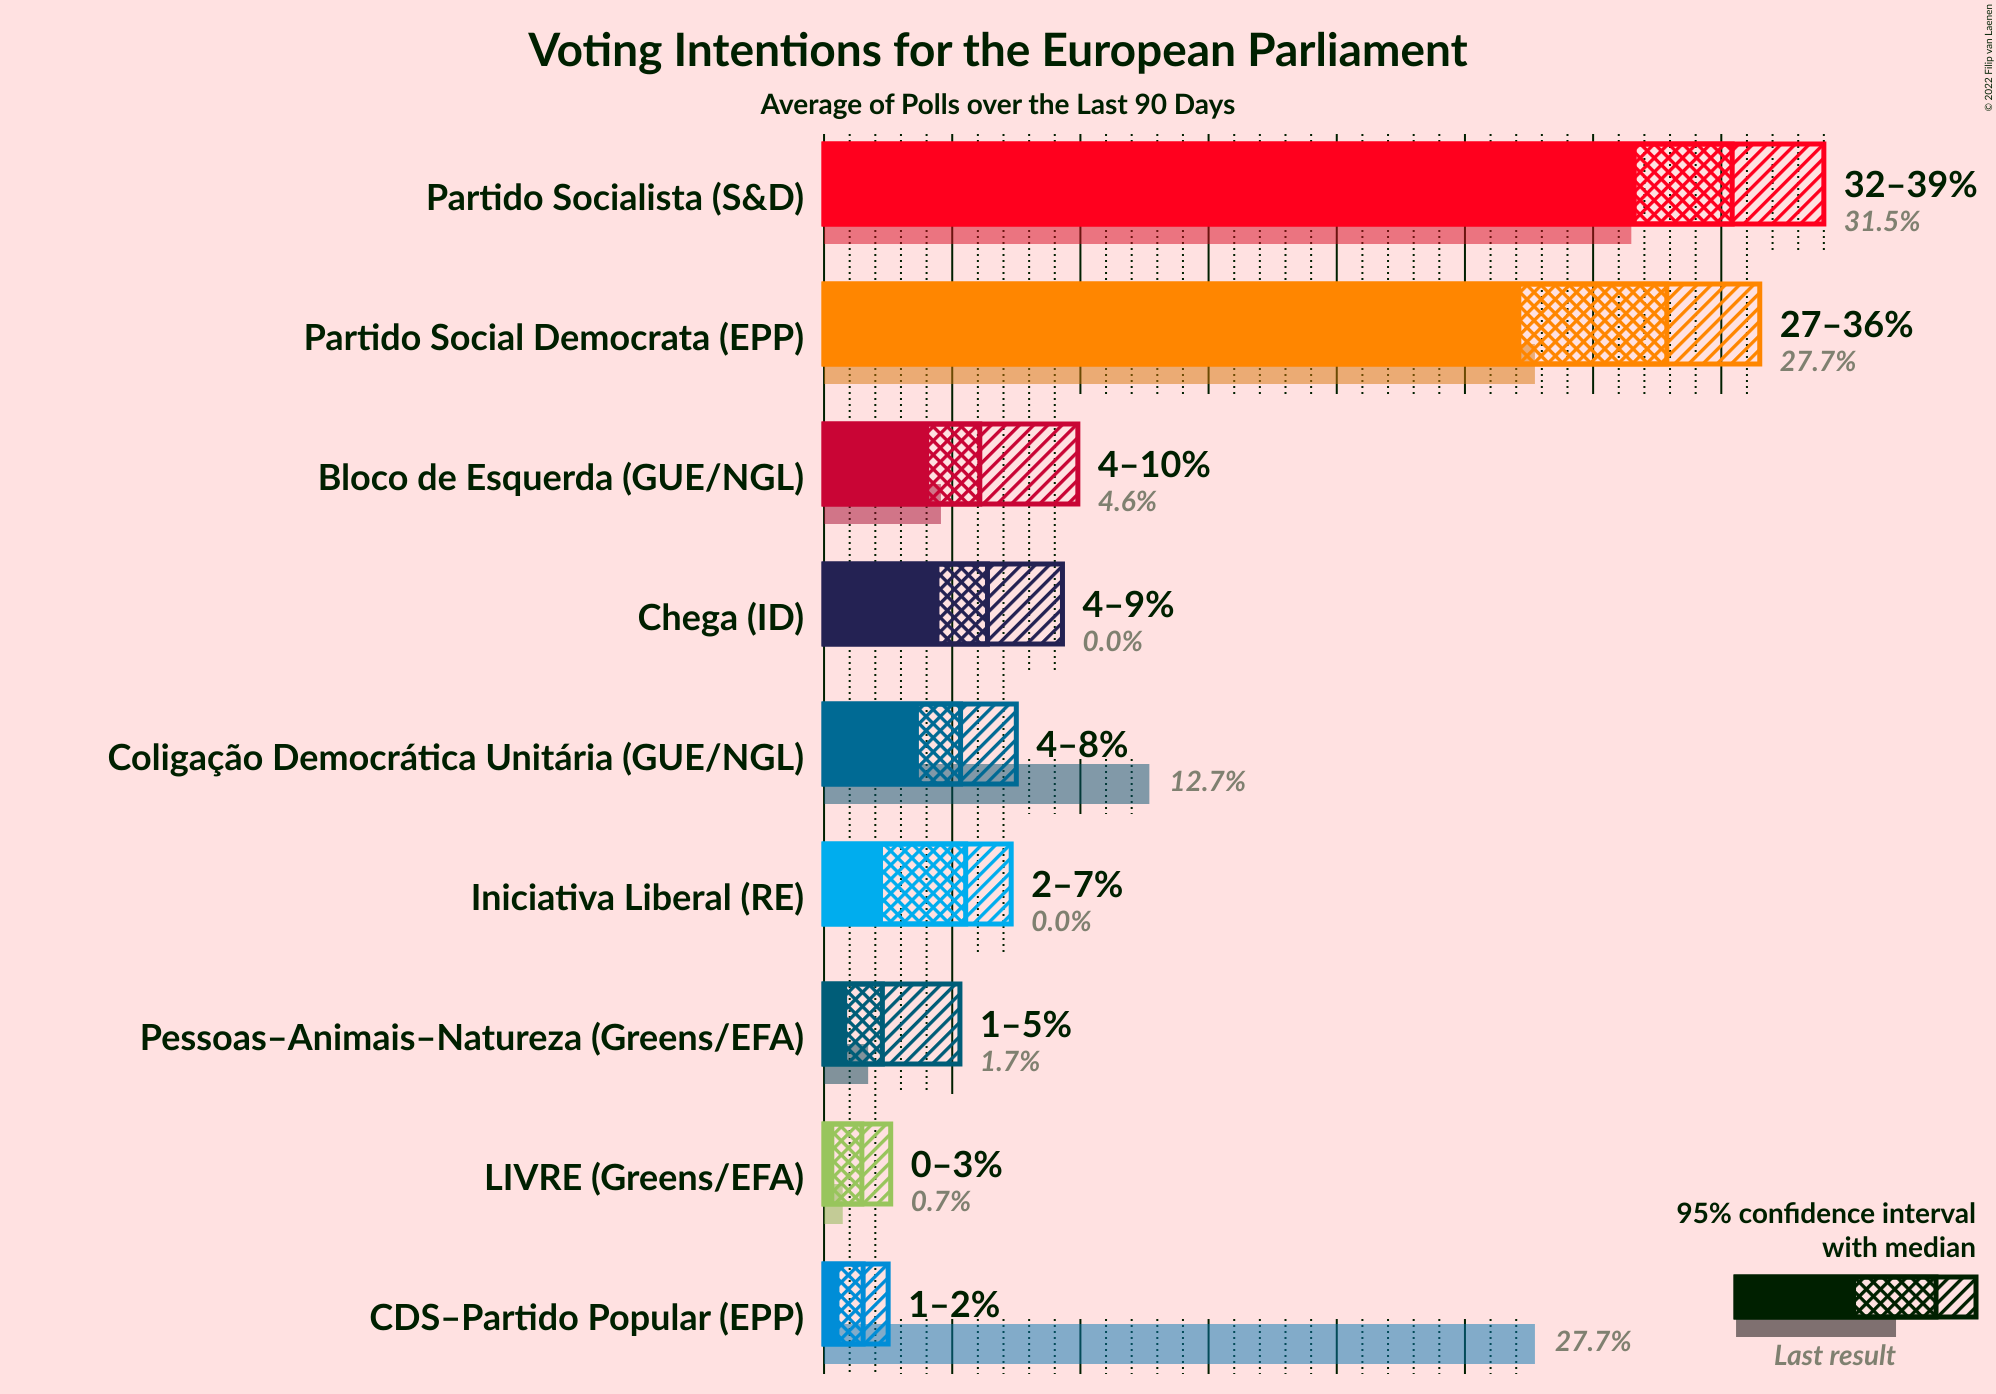 Voting Intentions for the European Parliament
Average of Polls over the Last 90 Days
© 2022 Filip van Laenen
Partido Socialista (S&D)
32–39%
31.5%
Partido Social Democrata (EPP)
27–36%
27.7%
Bloco de Esquerda (GUE/NGL)
4–10%
4.6%
Chega (ID)
4–9%
0.0%
Coligação Democrática Unitária (GUE/NGL)
4–8%
12.7%
Iniciativa Liberal (RE)
2–7%
0.0%
Pessoas–Animais–Natureza (Greens/EFA)
1–5%
1.7%
LIVRE (Greens/EFA)
0–3%
0.7%
CDS–Partido Popular (EPP)
1–2%
27.7%
95% confidence interval
with median
Last result